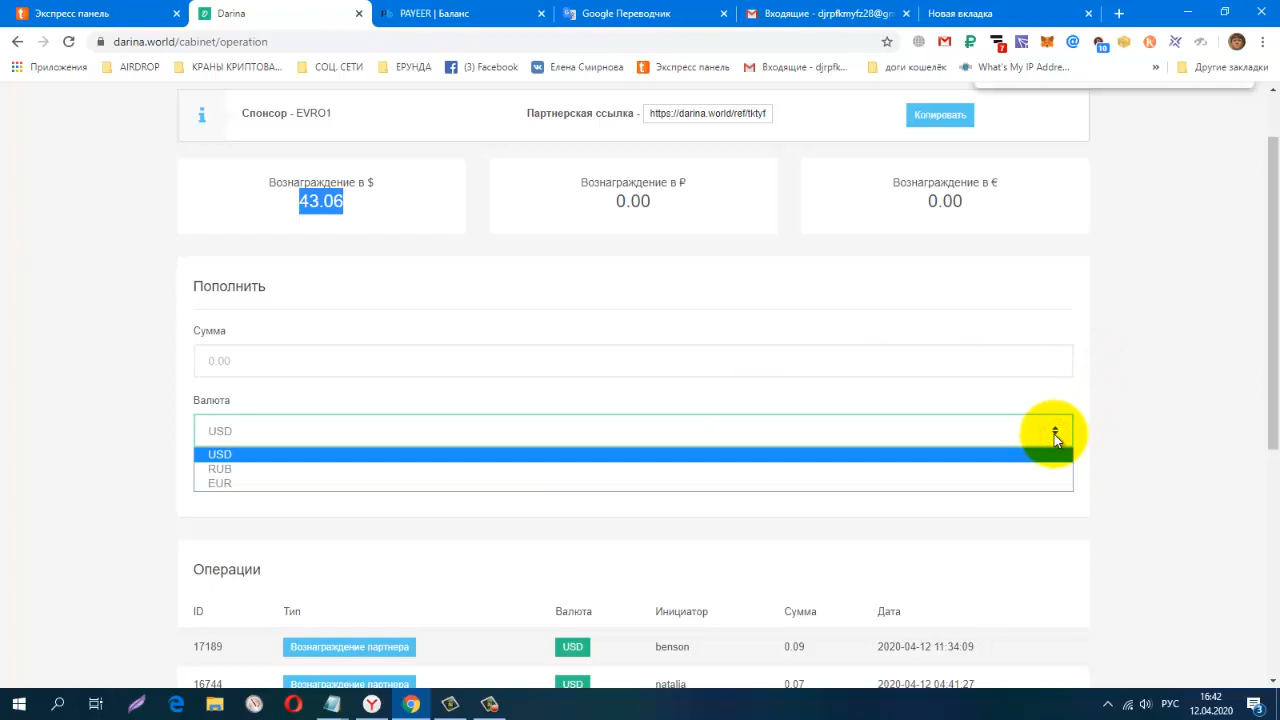 Экспресс панель
Darina
PAYEER | Баланс
Google Переводчик
Входящие - djrpfkmyfz28@gm
Новая вкладка
darina.world/cabinet/operation
7
10
Приложения
AIRDROP
КРАНЫ КРИПТОВА...
СОЦ. СЕТИ
ЕРУНДА
(3) Facebook
Елена Смирнова
Экспресс панель
Входящие - djrpfk...
доги кошелёк
What's My IP Addre...
»
Другие закладки
Спонсор - EVRO1
Партнерская ссылка - https://darina.world/ref/tktyf
Копировать
Вознаграждение в $
43.06
Вознаграждение в ₽
0.00
Вознаграждение в €
0.00
Пополнить
Сумма
0.00
Валюта
USD
USD
RUB
EUR
Операции
ID Тип Валюта Инициатор Сумма Дата
17189 Вознаграждение партнера USD benson 0.09 2020-04-12 11:34:09
16744 Вознаграждение партнера USD natalia 0.07 2020-04-12 04:41:27
РУС
16:42
12.04.2020
3